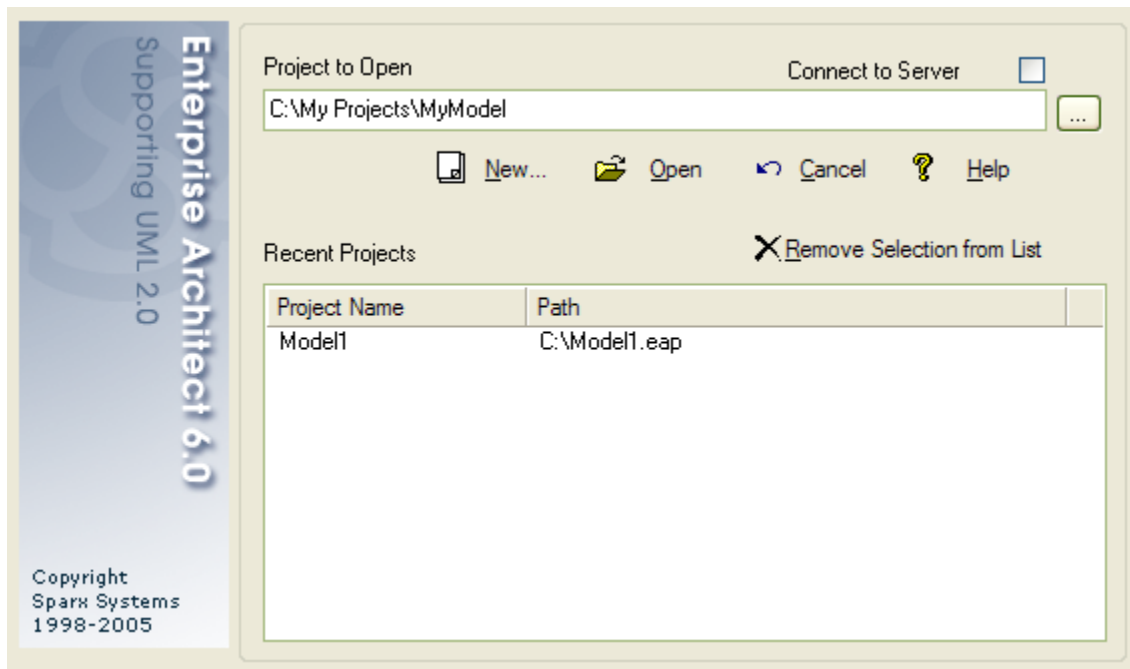 Enterprise Architect 6.0
Supporting UML 2.0
Copyright
Sparx Systems
1998-2005
Project to Open
Connect to Server
C:\My Projects\MyModel
...
New... Open Cancel Help
Recent Projects
Remove Selection from List
Project Name Path
Model1 C:\Model1.eap